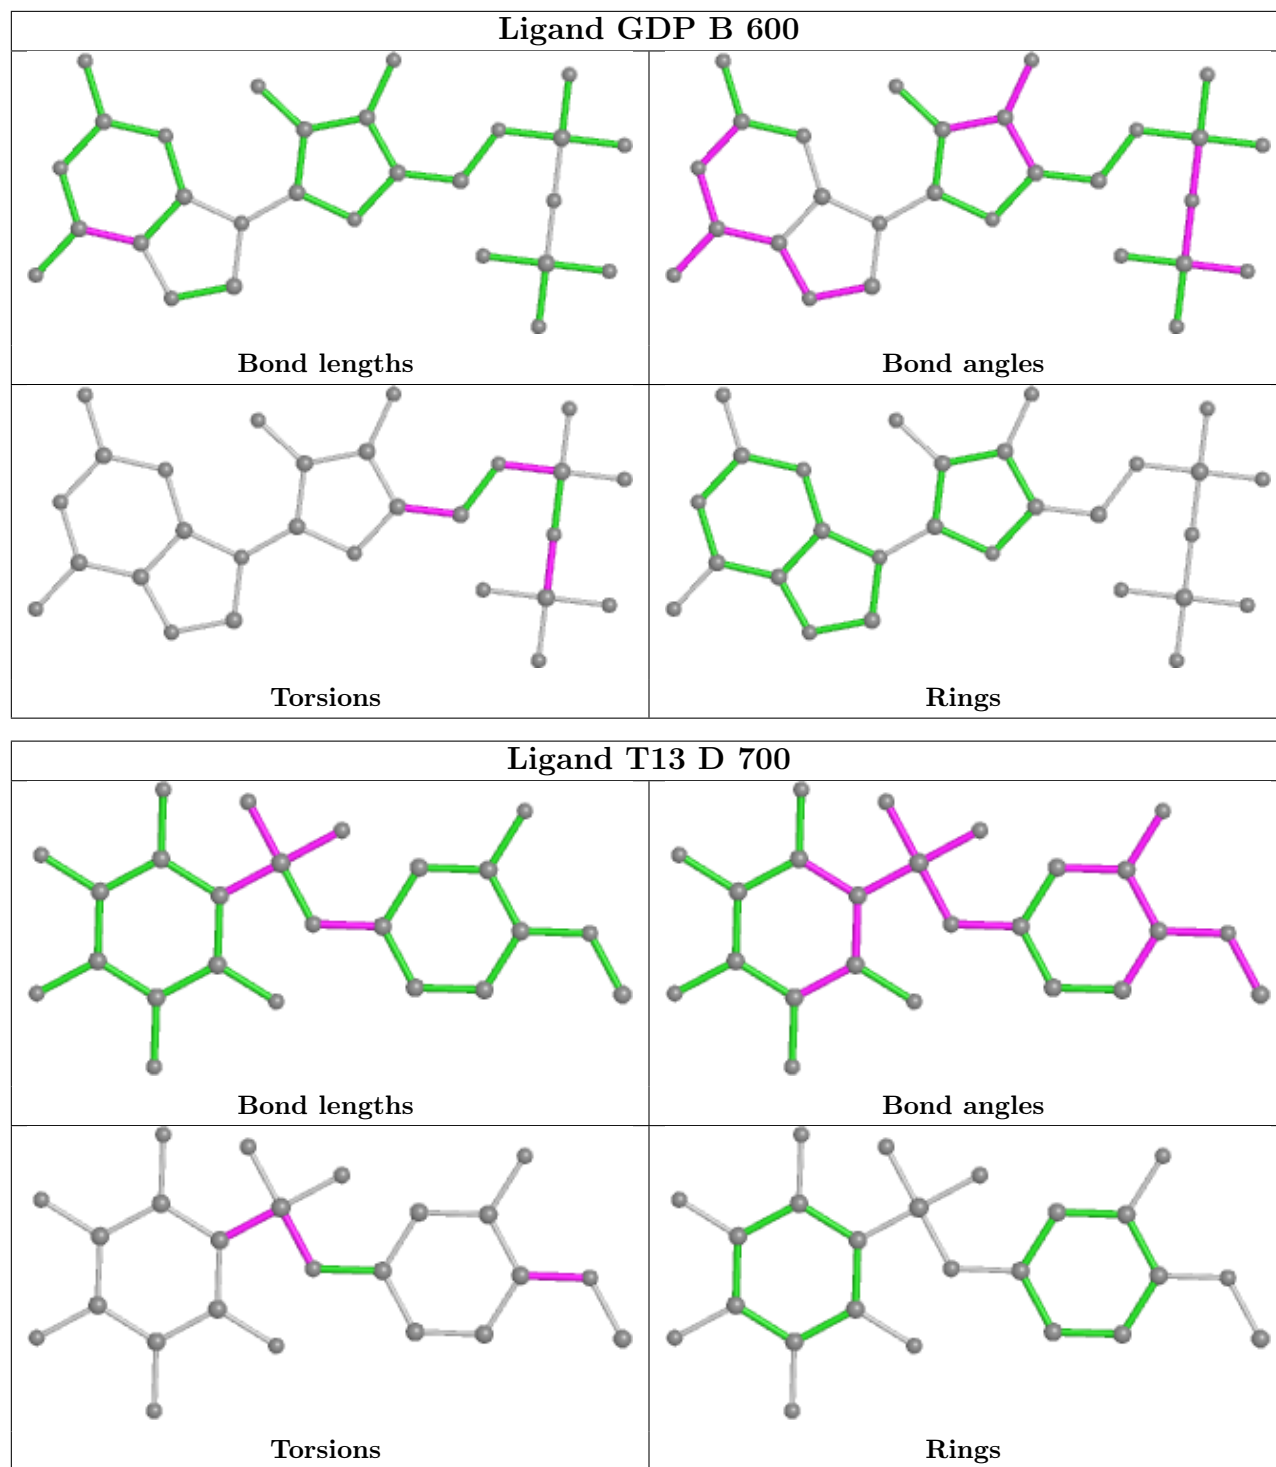 Ligand GDP B 600
Bond lengths
Bond angles
Torsions
Rings
Ligand T13 D 700
Bond lengths
Bond angles
Torsions
Rings